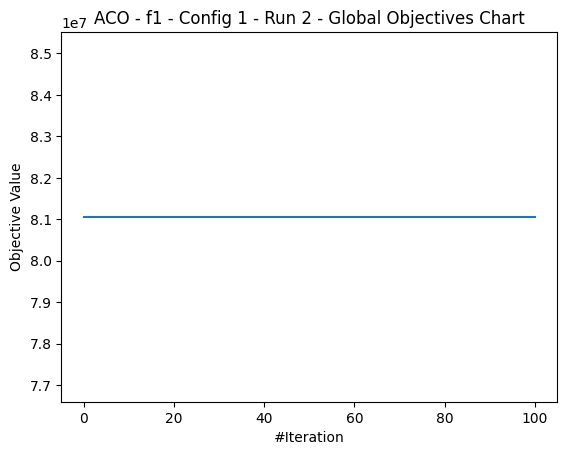 ACO - f1 - Config 1 - Run 2 - Global Objectives Chart
1e7
8.5
8.4
8.3
8.2
8.1
8.0
7.9
7.8
7.7
Objective Value
0 20 40 60 80 100
#Iteration